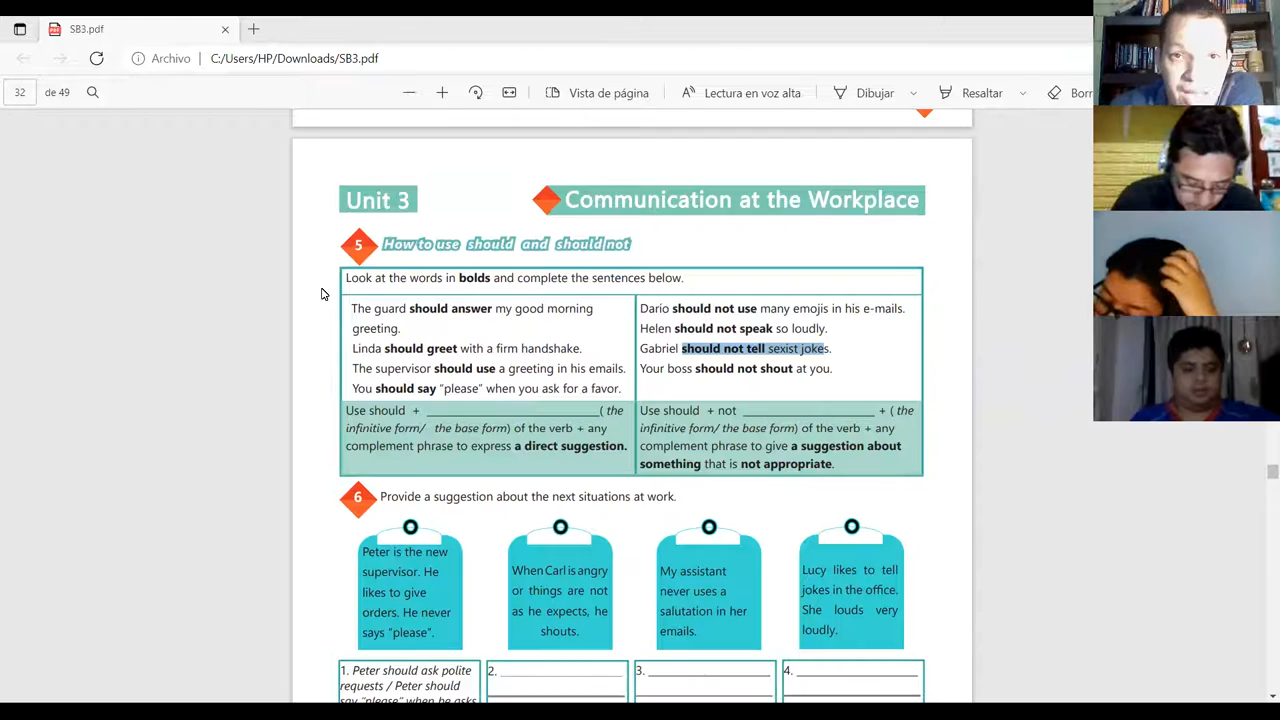 SB3.pdf
Archivo
C:/Users/HP/Downloads/SB3.pdf
32
de 49
Vista de página
Lectura en voz alta
Dibujar
Resaltar
Borr
Unit 3
Communication at the Workplace
5
How to use should and should not
Look at the words in bolds and complete the sentences below.
The guard should answer my good morning
greeting.
Linda should greet with a firm handshake.
The supervisor should use a greeting in his emails.
You should say “please” when you ask for a favor.
Darío should not use many emojis in his e-mails.
Helen should not speak so loudly.
Gabriel should not tell sexist jokes.
Your boss should not shout at you.
Use should + ____________________________( the
infinitive form/ the base form) of the verb + any
complement phrase to express a direct suggestion.
Use should + not _____________________ + ( the
infinitive form/ the base form) of the verb + any
complement phrase to give a suggestion about
something that is not appropriate.
6
Provide a suggestion about the next situations at work.
Peter is the new
supervisor. He
likes to give
orders. He never
says “please”.
When Carl is angry
or things are not
as he expects, he
shouts.
My assistant
never uses a
salutation in her
emails.
Lucy likes to tell
jokes in the office.
She louds very
loudly.
1. Peter should ask polite
requests / Peter should
say “please” when he asks
2. ____________________
3. ____________________
4. ____________________